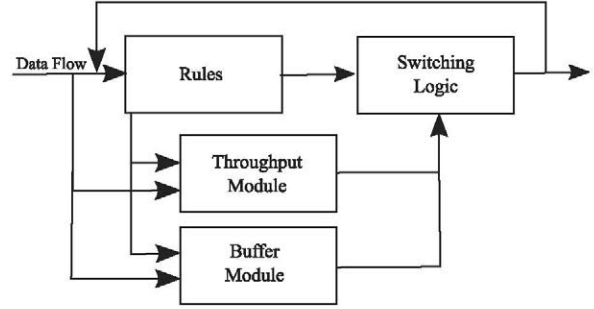 Data Flow
Rules
Switching
Logic
Throughput
Module
Buffer
Module